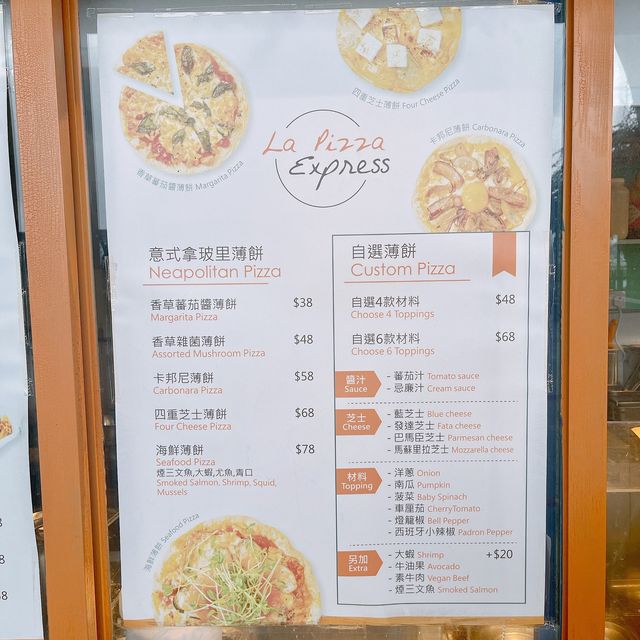 四重芝士薄餅 Four Cheese Pizza
卡邦尼薄餅 Carbonara Pizza
香草蕃茄醬薄餅 Margarita Pizza
La Pizza
Express
意式拿玻里薄餅
Neapolitan Pizza
香草蕃茄醬薄餅 $38
Margarita Pizza
香草雜菌薄餅 $48
Assorted Mushroom Pizza
卡邦尼薄餅 $58
Carbonara Pizza
四重芝士薄餅 $68
Four Cheese Pizza
海鮮薄餅 $78
Seafood Pizza
煙三文魚,大蝦,尤魚,青口
Smoked Salmon, Shrimp, Squid,
Mussels
海鮮薄餅 Seafood Pizza
自選薄餅
Custom Pizza
自選4款材料 $48
Choose 4 Toppings
自選6款材料 $68
Choose 6 Toppings
醬汁
Sauce
- 蕃茄汁 Tomato sauce
- 忌廉汁 Cream sauce
芝士
Cheese
- 藍芝士 Blue cheese
- 發達芝士 Fata cheese
- 巴馬臣芝士 Parmesan cheese
- 馬蘇里拉芝士 Mozzarella cheese
材料
Topping
- 洋蔥 Onion
- 南瓜 Pumpkin
- 菠菜 Baby Spinach
- 車厘茄 CherryTomato
- 燈籠椒 Bell Pepper
- 西班牙小辣椒 Padron Pepper
另加
Extra
- 大蝦 Shrimp +$20
- 牛油果 Avocado
- 素牛肉 Vegan Beef
- 煙三文魚 Smoked Salmon